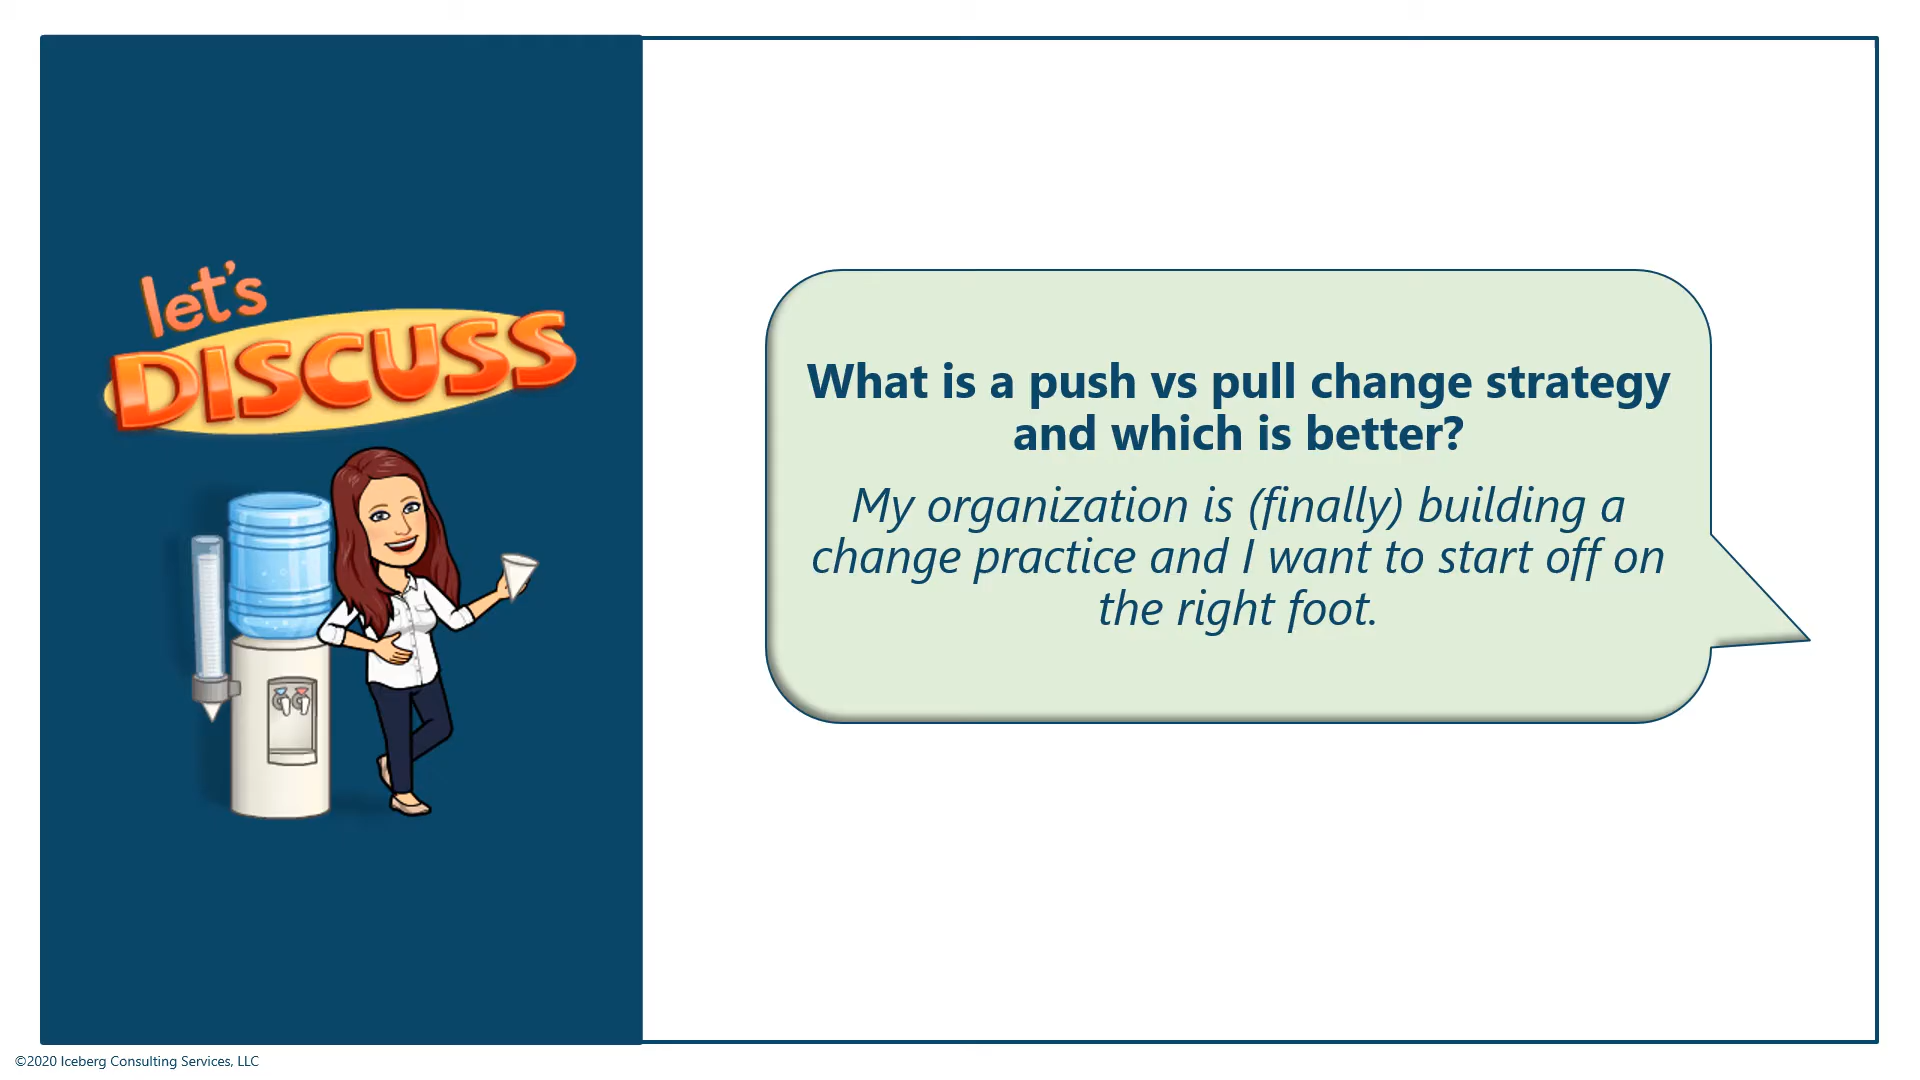 let's
DISCUSS
What is a push vs pull change strategy
and which is better?
My organization is (finally) building a
change practice and I want to start off on
the right foot.
©2020 Iceberg Consulting Services, LLC